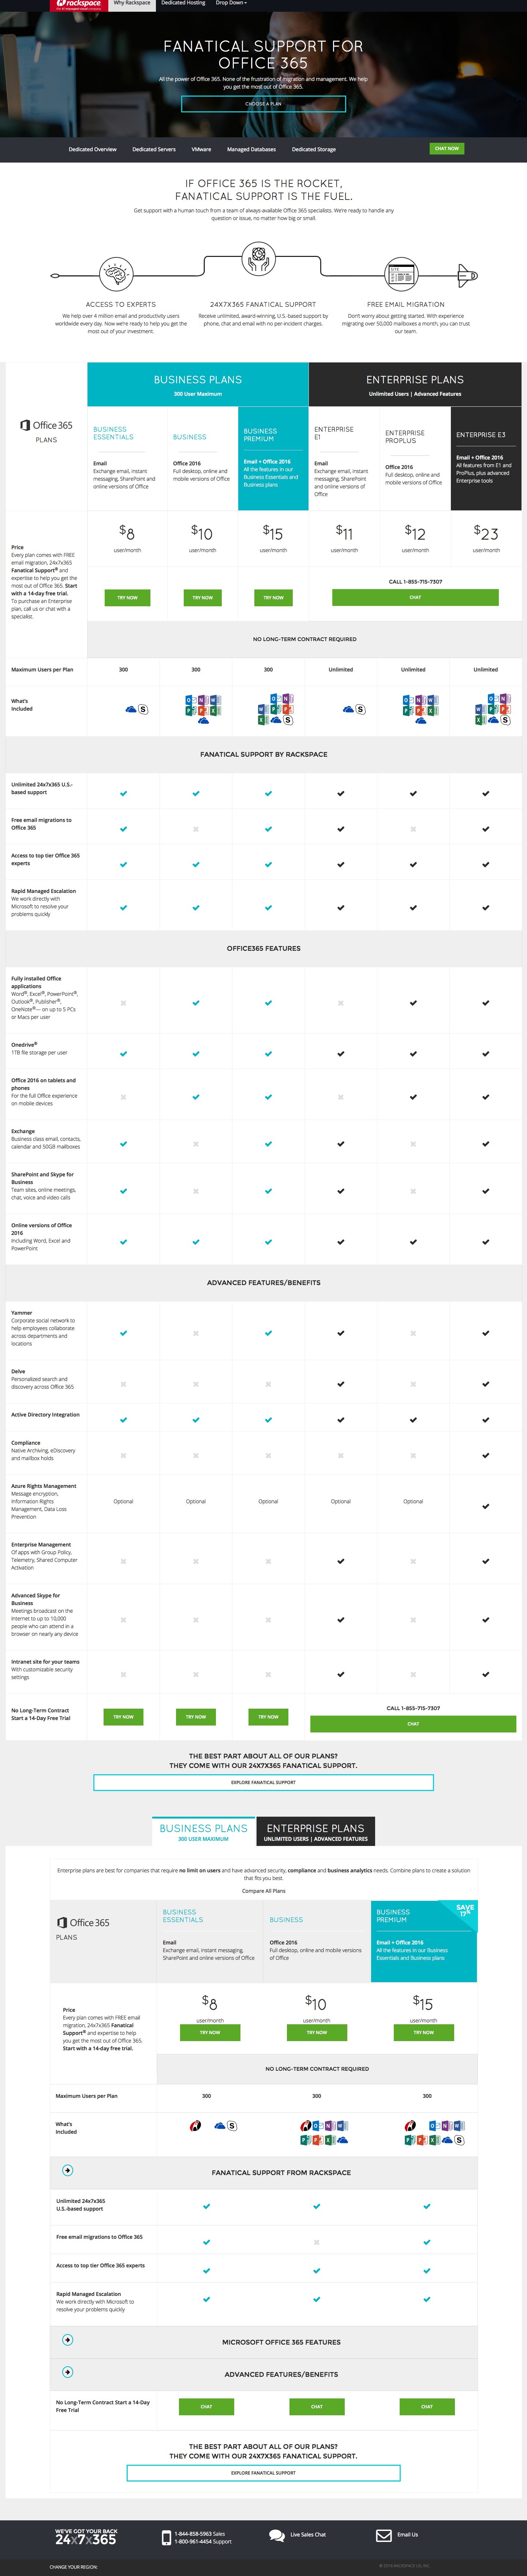 rackspace
the #1 managed cloud company
Why Rackspace
Dedicated Hosting
Drop Down
FANATICAL SUPPORT FOR
OFFICE 365
All the power of Office 365. None of the frustration of migration and management. We help
you get the most out of Office 365.
CHOOSE A PLAN
Dedicated Overview
Dedicated Servers
VMware
Managed Databases
Dedicated Storage
CHAT NOW
IF OFFICE 365 IS THE ROCKET,
FANATICAL SUPPORT IS THE FUEL.
Get support with a human touch from a team of always available Office 365 specialists. We're ready to handle any
question or issue, no matter how big or small.
SITE
ACCESS TO EXPERTS
We help over 4 million email and productivity users
worldwide every day. Now we're ready to help you get the
most out of your investment.
24X7X365 FANATICAL SUPPORT
Receive unlimited, award winning, U.S.-based support by
phone, chat and email with no per-incident charges.
FREE EMAIL MIGRATION
Don't worry about getting started. With experience
migrating over 50,000 mailboxes a month, you can trust
our team.
BUSINESS PLANS
300 User Maximum
ENTERPRISE PLANS
Unlimited Users | Advanced Features
Office 365
PLANS
BUSINESS
ESSENTIALS
Email
Exchange email, instant
messaging, SharePoint and
online versions of Office
BUSINESS
Office 2016
Full desktop, online and
mobile versions of Office
BUSINESS
PREMIUM
Email + Office 2016
All the features in our
Business Essentials and
Business plans
ENTERPRISE
E1
Email
Exchange email, instant
messaging, SharePoint
and online versions of
Office
ENTERPRISE
PROPLUS
Office 2016
Full desktop, online and
mobile versions of Office
ENTERPRISE E3
Email + Office 2016
All features from E1 and
ProPlus, plus advanced
Enterprise tools
Price
Every plan comes with FREE
email migration, 24x7x365
Fanatical Support® and
expertise to help you get the
most out of Office 365. Start
with a 14-day free trial.
To purchase an Enterprise
plan, call us or chat with a
specialist.
$8
user/month
$10
user/month
$15
user/month
$11
user/month
$12
user/month
$23
user/month
TRY NOW
TRY NOW
TRY NOW
CALL 1-855-715-7307
CHAT
NO LONG-TERM CONTRACT REQUIRED
Maximum Users per Plan
300
300
300
Unlimited
Unlimited
Unlimited
What's
Included
FANATICAL SUPPORT BY RACKSPACE
Unlimited 24x7x365 U.S.-
based support
Free email migrations to
Office 365
Access to top tier Office 365
experts
Rapid Managed Escalation
We work directly with
Microsoft to resolve your
problems quickly
OFFICE365 FEATURES
Fully installed Office
applications
Word®, Excel®, PowerPoint®,
Outlook®, Publisher®,
OneNote®— on up to 5 PCs
or Macs per user
Onedrive®
1TB file storage per user
Office 2016 on tablets and
phones
For the full Office experience
on mobile devices
Exchange
Business class email, contacts,
calendar and 50GB mailboxes
SharePoint and Skype for
Business
Team sites, online meetings,
chat, voice and video calls
Online versions of Office
2016
Including Word, Excel and
PowerPoint
ADVANCED FEATURES/BENEFITS
Yammer
Corporate social network to
help employees collaborate
across departments and
locations
Delve
Personalized search and
discovery across Office 365
Active Directory Integration
Compliance
Native Archiving, eDiscovery
and mailbox holds
Azure Rights Management
Message encryption,
Information Rights
Management, Data Loss
Prevention
Optional
Optional
Optional
Optional
Optional
Enterprise Management
Of apps with Group Policy,
Telemetry, Shared Computer
Activation
Advanced Skype for
Business
Meetings broadcast on the
Internet to up to 10,000
people who can attend in a
browser on nearly any device
Intranet site for your teams
With customizable security
settings
No Long-Term Contract
Start a 14-Day Free Trial
TRY NOW
TRY NOW
TRY NOW
CALL 1-855-715-7307
CHAT
THE BEST PART ABOUT ALL OF OUR PLANS?
THEY COME WITH OUR 24X7X365 FANATICAL SUPPORT.
EXPLORE FANATICAL SUPPORT
BUSINESS PLANS
300 USER MAXIMUM
ENTERPRISE PLANS
UNLIMITED USERS | ADVANCED FEATURES
Enterprise plans are best for companies that require no limit on users and have advanced security, compliance and business analytics needs. Combine plans to create a solution
that fits you best.
Compare All Plans
Office 365
PLANS
BUSINESS
ESSENTIALS
Email
Exchange email, instant messaging,
SharePoint and online versions of Office
BUSINESS
Office 2016
Full desktop, online and mobile versions
of Office
BUSINESS
PREMIUM
SAVE
17%
Email + Office 2016
All the features in our Business
Essentials and Business plans
Price
Every plan comes with FREE email
migration, 24x7x365 Fanatical
Support® and expertise to help
you get the most out of Office 365.
Start with a 14-day free trial.
$8
user/month
TRY NOW
$10
user/month
TRY NOW
$15
user/month
TRY NOW
NO LONG-TERM CONTRACT REQUIRED
Maximum Users per Plan
300
300
300
What's
Included
FANATICAL SUPPORT FROM RACKSPACE
Unlimited 24x7x365
U.S.-based support
Free email migrations to Office 365
Access to top tier Office 365 experts
Rapid Managed Escalation
We work directly with Microsoft to
resolve your problems quickly
MICROSOFT OFFICE 365 FEATURES
ADVANCED FEATURES/BENEFITS
No Long-Term Contract Start a 14-Day
Free Trial
CHAT
CHAT
CHAT
THE BEST PART ABOUT ALL OF OUR PLANS?
THEY COME WITH OUR 24X7X365 FANATICAL SUPPORT.
EXPLORE FANATICAL SUPPORT
WE'VE GOT YOUR BACK
24x7x365
1-844-858-5963 Sales
1-800-961-4454 Support
Live Sales Chat
Email Us
CHANGE YOUR REGION:
© 2016 RACKSPACE US, INC.